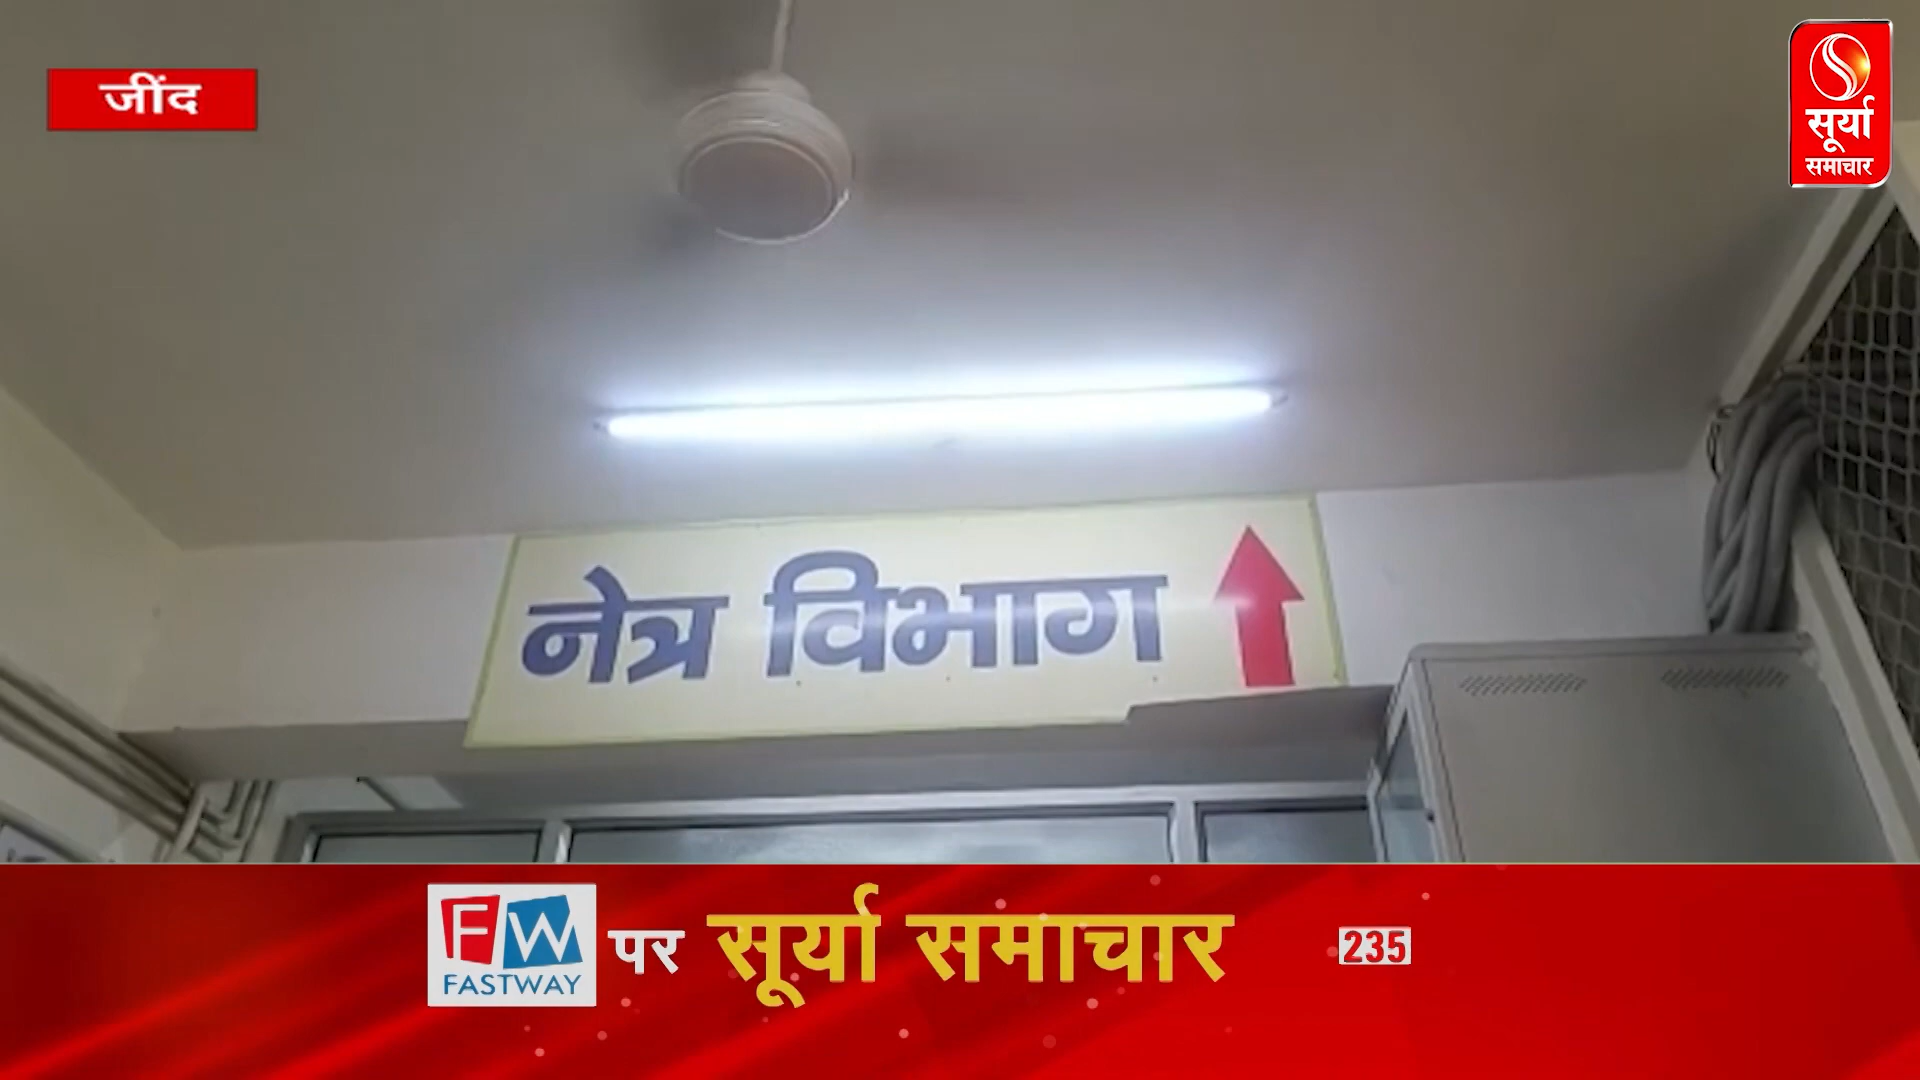 जींद
सूर्या
समाचार
नेत्र विभाग
FW
FASTWAY
पर सूर्या समाचार
235